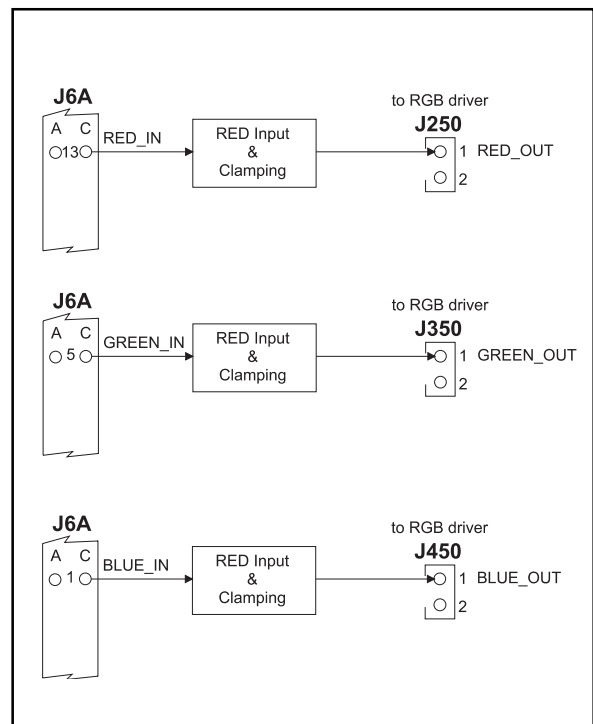 J6A
A C
13
RED_IN
RED Input
&
Clamping
to RGB driver
J250
1 RED_OUT
2
J6A
A C
5
GREEN_IN
RED Input
&
Clamping
to RGB driver
J350
1 GREEN_OUT
2
J6A
A C
1
BLUE_IN
RED Input
&
Clamping
to RGB driver
J450
1 BLUE_OUT
2